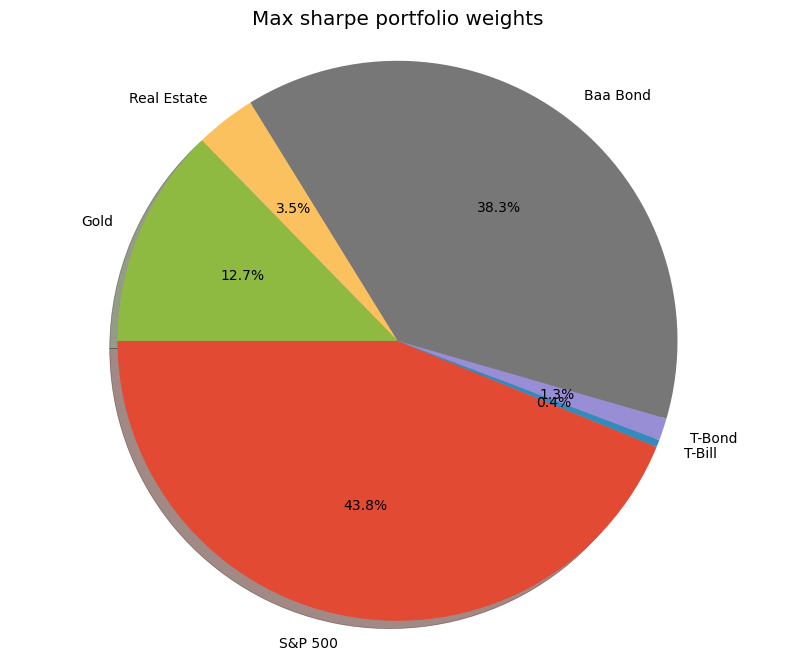 Max sharpe portfolio weights
Baa Bond
Real Estate
38.3%
3.5%
Gold
12.7%
1.3%
0.4%
T-Bond
T-Bill
43.8%
S&P 500